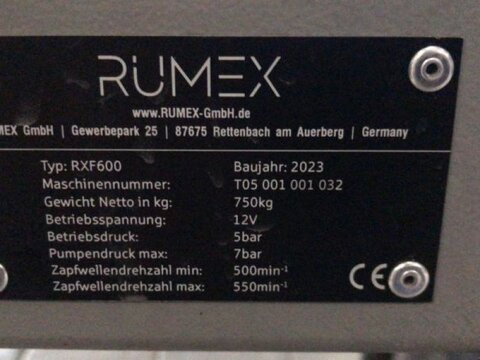 RUMEX
www.RUMEX-GmbH.de
MEX GmbH | Gewerbepark 25 | 87675 Rettenbach am Auerberg | Germany
Typ: RXF600 Baujahr: 2023
Maschinennummer: T05 001 001 032
Gewicht Netto in kg: 750kg
Betriebsspannung: 12V
Betriebsdruck: 5bar
Pumpendruck max: 7bar
Zapfwellendrehzahl min: 500min⁻¹
Zapfwellendrehzahl max: 550min⁻¹
CE